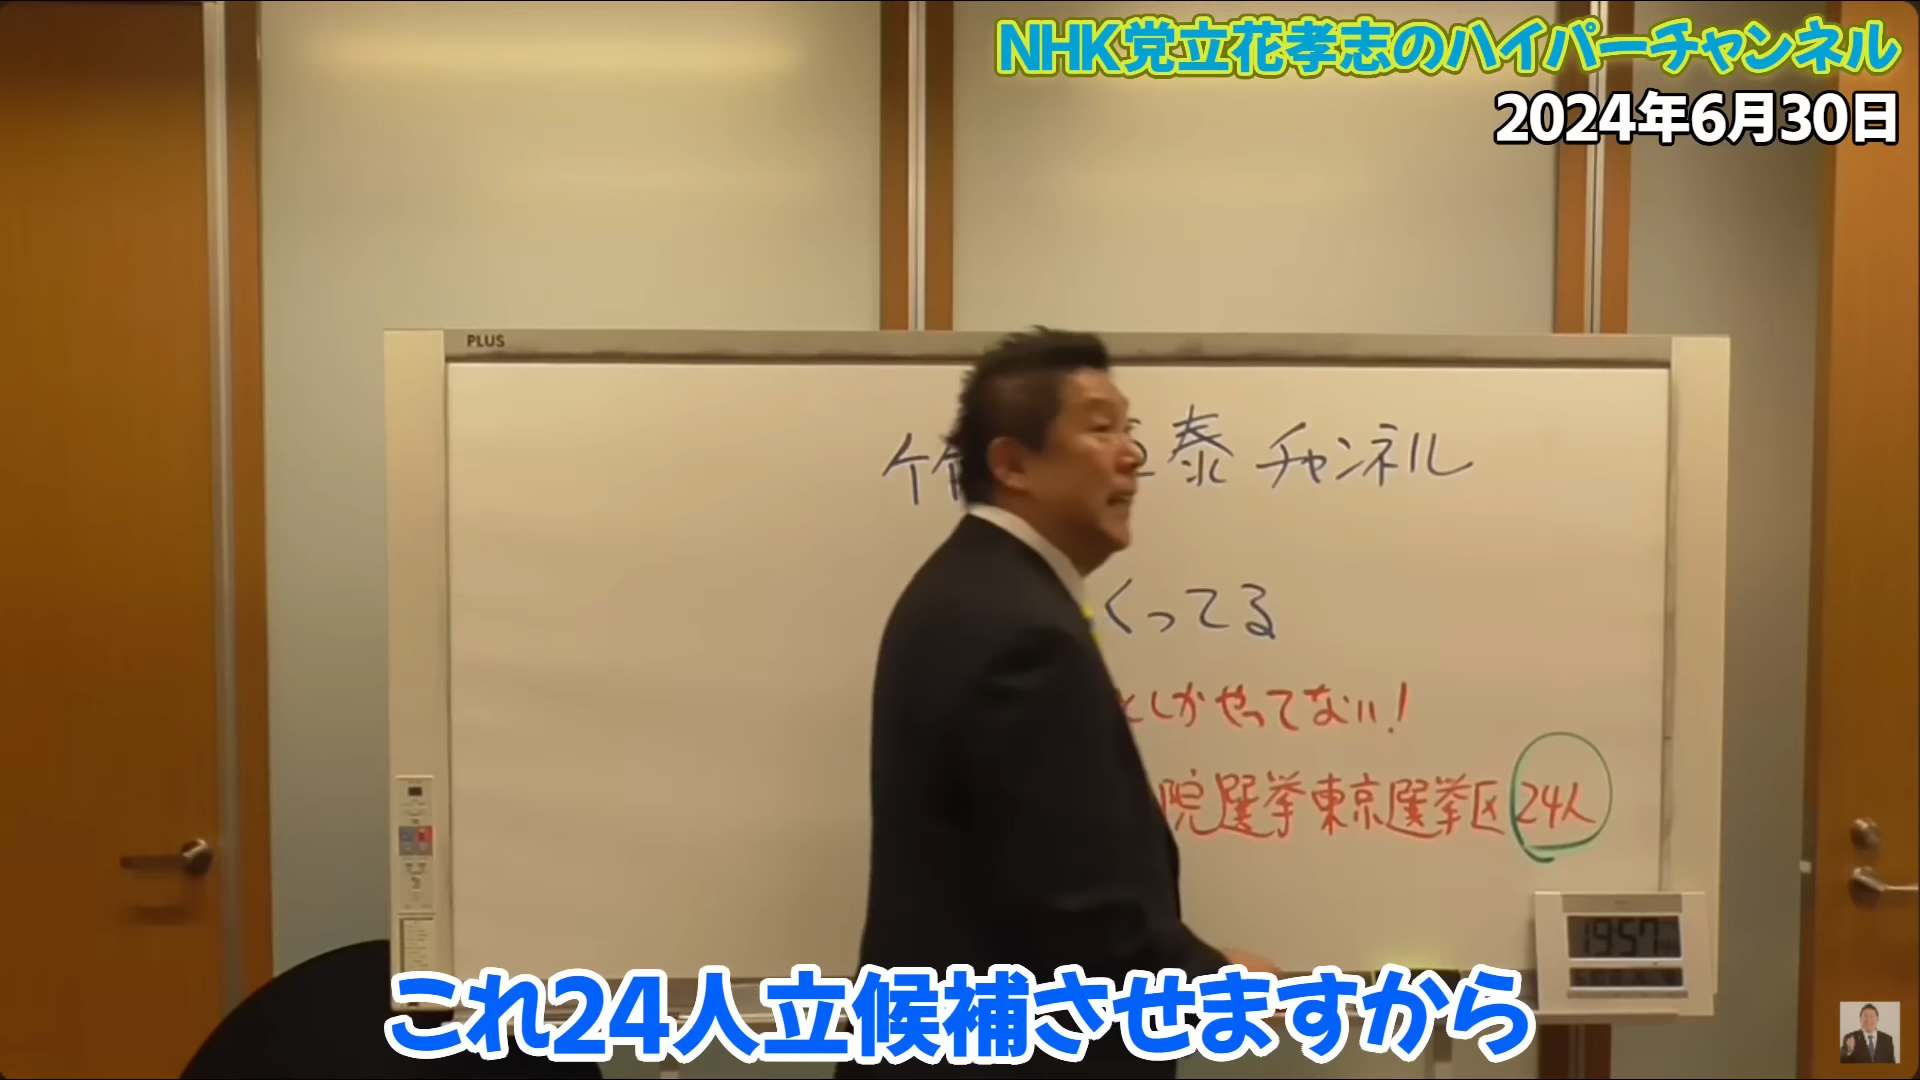 NHK党立花孝志のハイパーチャンネル
2024年6月30日
PLUS
泰チャンネル
くってる
としかやってない!
院選挙東京選挙区 24人
19:57
これ24人立候補させますから